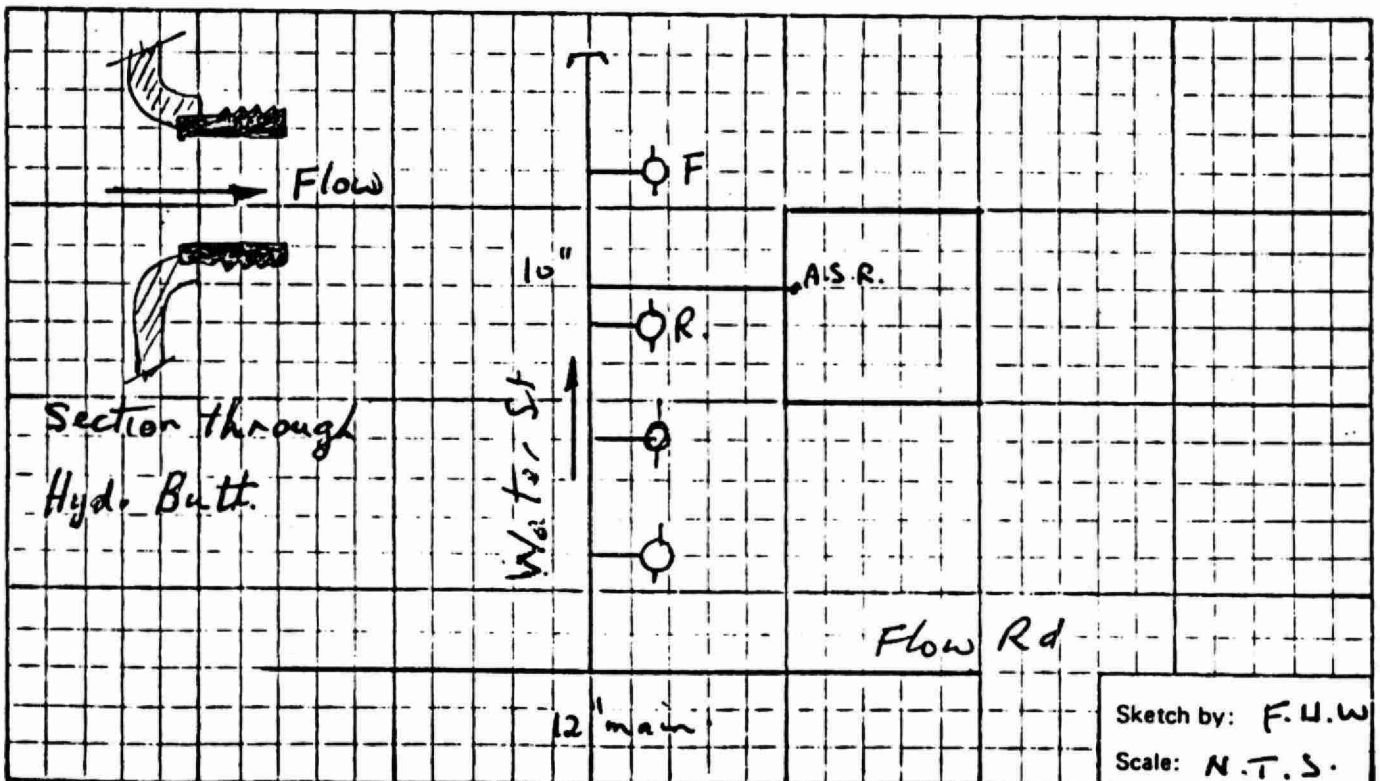 Flow
Section through
Hyd. Butt.
F
10"
A.S.R.
R.
Water St
Flow Rd
12" main
Sketch by: F.H.W
Scale: N.T.S.